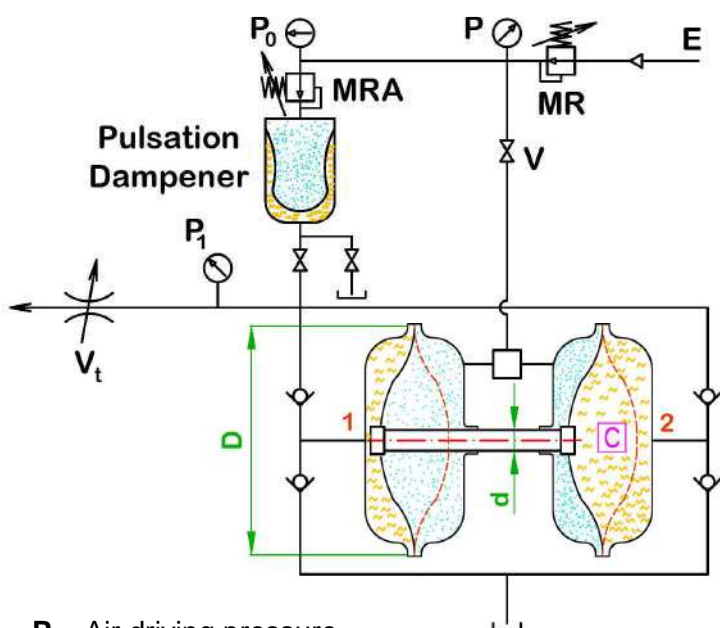 P₀
P
E
MRA
MR
Pulsation
Dampener
V
P₁
Vₜ
D
1
C
2
d
P Air driving pressure